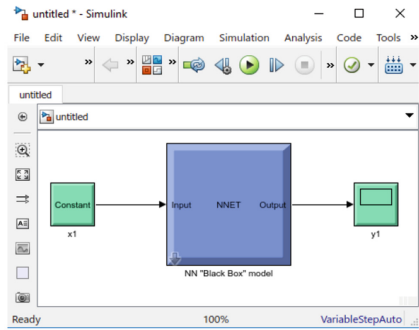 untitled * - Simulink
File Edit View Display Diagram Simulation Analysis Code Tools »
» » » »
untitled
untitled
Constant
Input NNET Output
x1
y1
NN "Black Box" model
Ready 100% VariableStepAuto